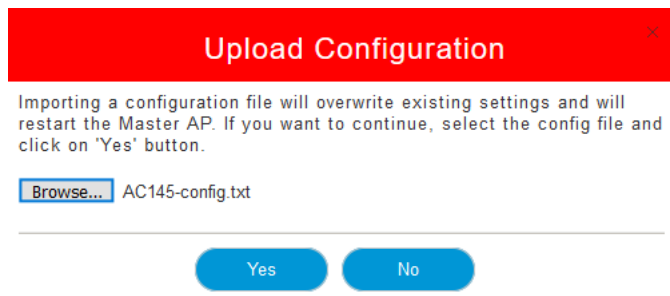 Upload Configuration
Importing a configuration file will overwrite existing settings and will
restart the Master AP. If you want to continue, select the config file and
click on 'Yes' button.
Browse... AC145-config.txt
Yes No